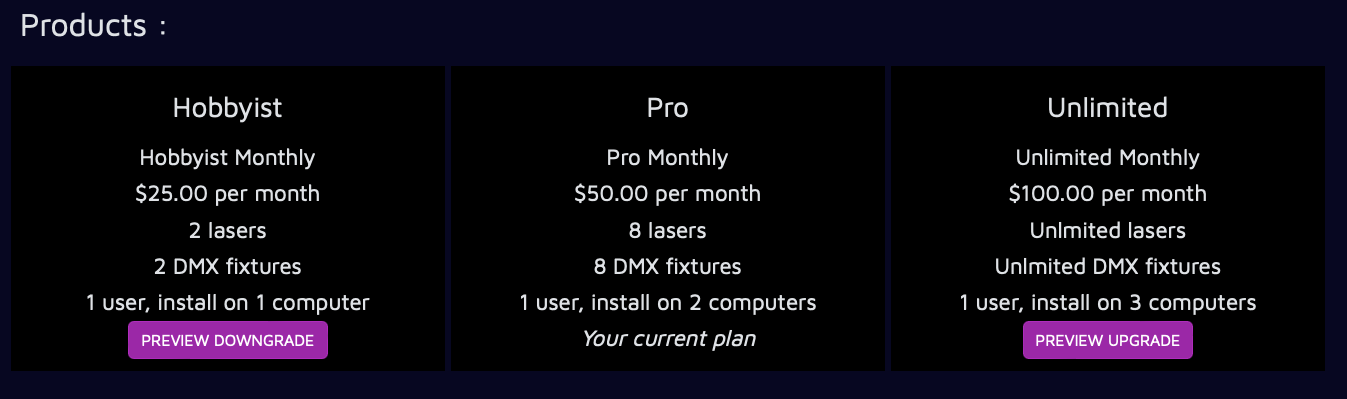 Products :
Hobbyist
Hobbyist Monthly
$25.00 per month
2 lasers
2 DMX fixtures
1 user, install on 1 computer
PREVIEW DOWNGRADE
Pro
Pro Monthly
$50.00 per month
8 lasers
8 DMX fixtures
1 user, install on 2 computers
Your current plan
Unlimited
Unlimited Monthly
$100.00 per month
Unlmited lasers
Unlmited DMX fixtures
1 user, install on 3 computers
PREVIEW UPGRADE